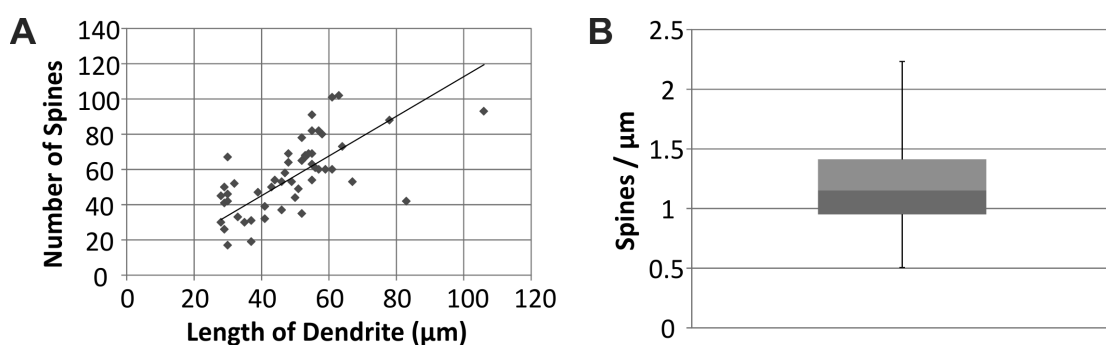 A
Number of Spines
140
120
100
80
60
40
20
0
0 20 40 60 80 100 120
Length of Dendrite (μm)
B
Spines / μm
2.5
2
1.5
1
0.5
0